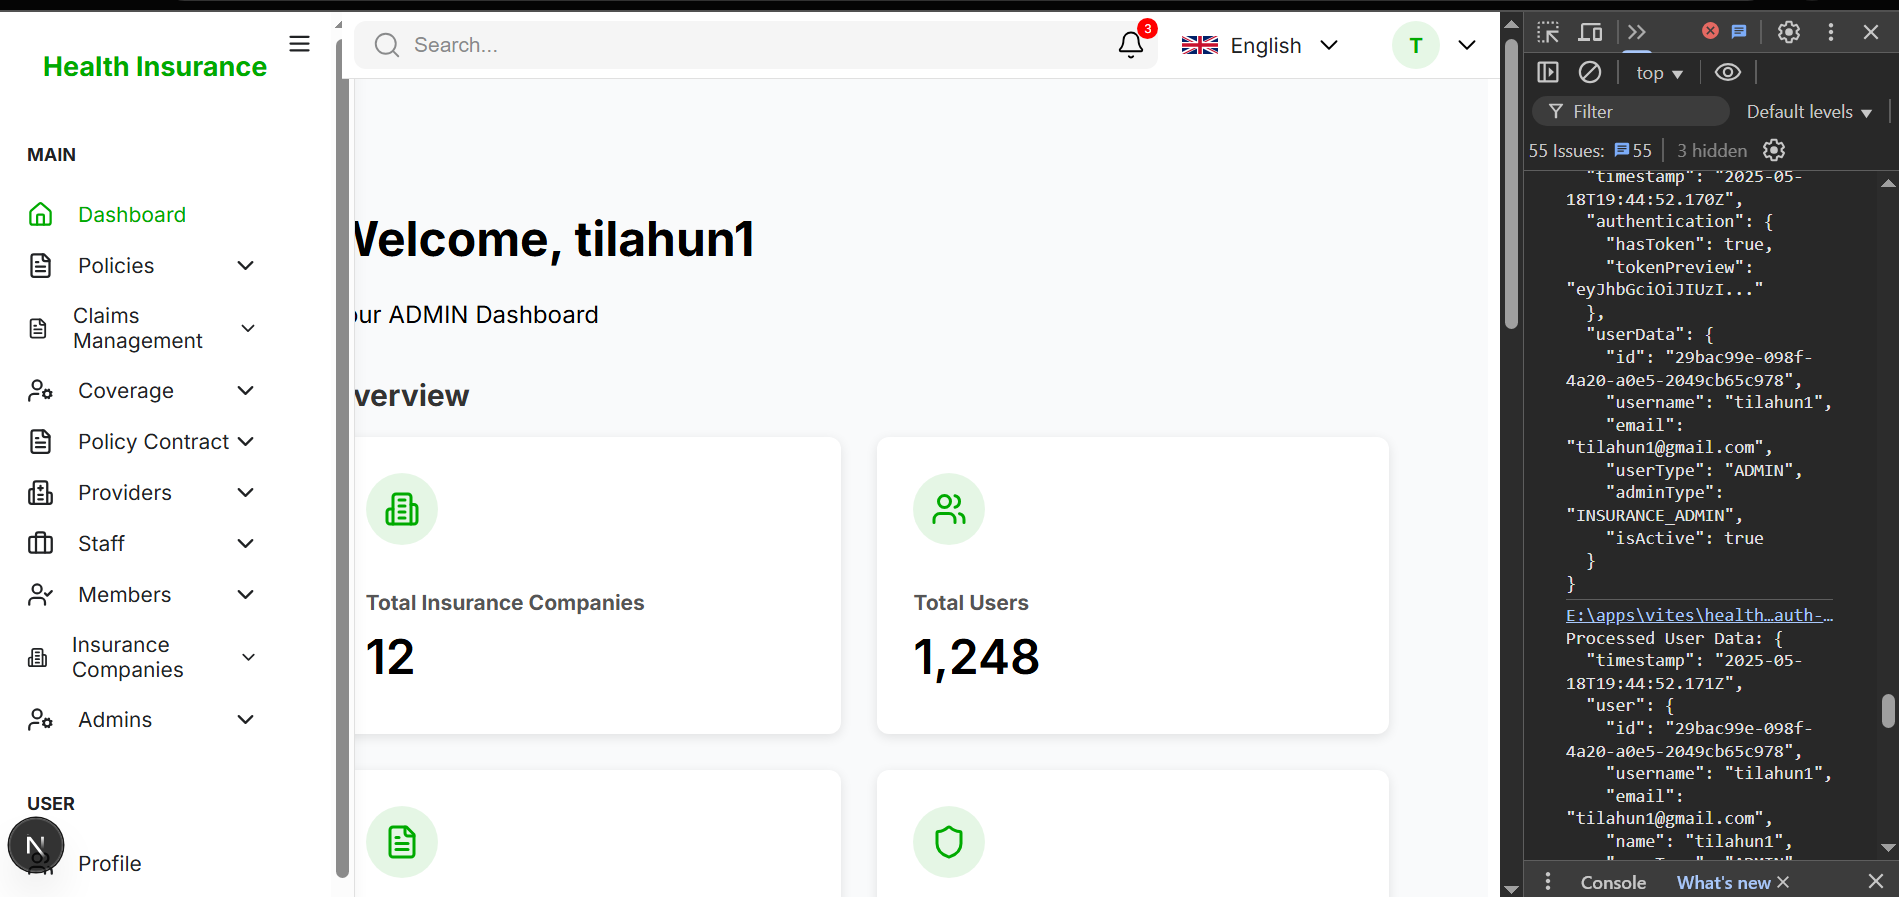 Health Insurance
MAIN
Dashboard
Policies
Claims
Management
Coverage
Policy Contract
Providers
Staff
Members
Insurance
Companies
Admins
USER
N
Profile
Search...
3
English
T
Welcome, tilahun1
our ADMIN Dashboard
verview
Total Insurance Companies
12
Total Users
1,248
top
Filter
Default levels
55 Issues: 55
3 hidden
"timestamp": "2025-05-
18T19:44:52.170Z",
"authentication": {
"hasToken": true,
"tokenPreview":
"eyJhbGciOiJIUzI..."
},
"userData": {
"id": "29bac99e-098f-
4a20-a0e5-2049cb65c978",
"username": "tilahun1",
"email":
"tilahun1@gmail.com",
"userType": "ADMIN",
"adminType":
"INSURANCE_ADMIN",
"isActive": true
}
}
E:\apps\vites\health…auth-…
Processed User Data: {
"timestamp": "2025-05-
18T19:44:52.171Z",
"user": {
"id": "29bac99e-098f-
4a20-a0e5-2049cb65c978",
"username": "tilahun1",
"email":
"tilahun1@gmail.com",
"name": "tilahun1",
Console
What's new